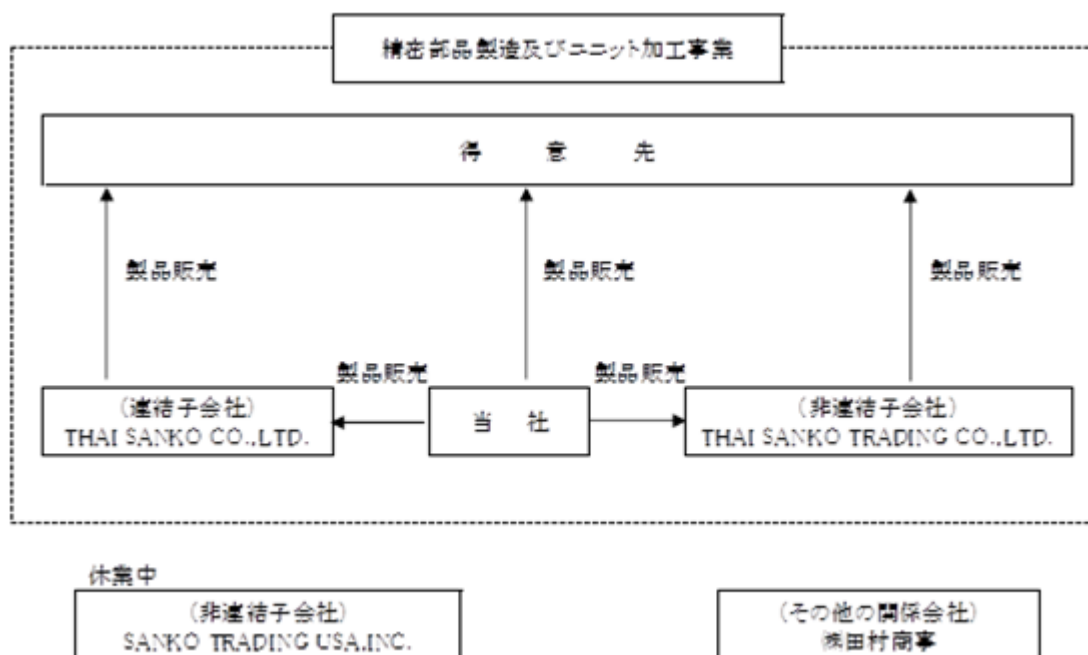 精密部品製造及びユニット加工事業
得 意 先
製品販売 製品販売 製品販売
製品販売 製品販売
(連結子会社)
THAI SANKO CO.,LTD.
当 社
(非連結子会社)
THAI SANKO TRADING CO.,LTD.
休業中
(非連結子会社)
SANKO TRADING USA,INC.
(その他の関係会社)
㈱田村商事